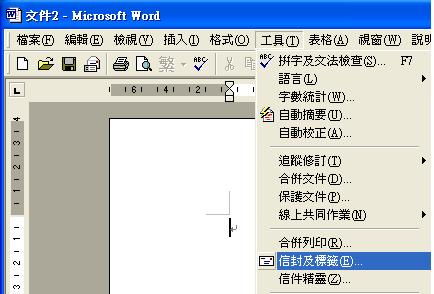 文件2 - Microsoft Word
檔案(F) 編輯(E) 檢視(V) 插入(I) 格式(O) 工具(T) 表格(A) 視窗(W) 說明
拼字及文法檢查(S)... F7
語言(L)
字數統計(W)...
自動摘要(U)...
自動校正(A)...
追蹤修訂(T)
合併文件(D)...
保護文件(P)...
線上共同作業(N)
合併列印(R)...
信封及標籤(E)...
信件精靈(Z)...